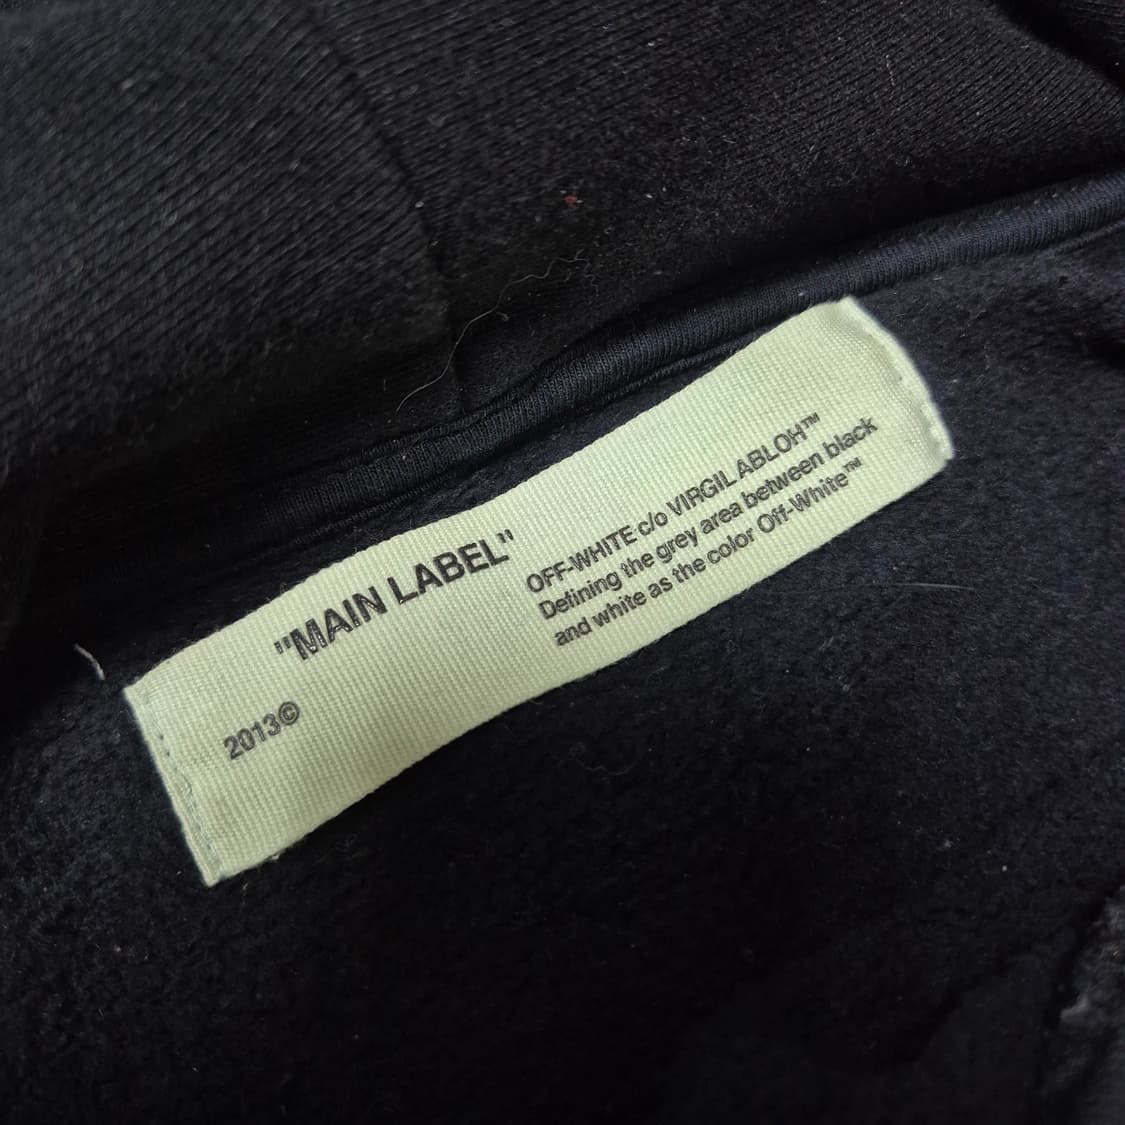 "MAIN LABEL"
OFF-WHITE c/o VIRGIL ABLOH™
Defining the grey area between black
and white as the color Off-White™
2013©